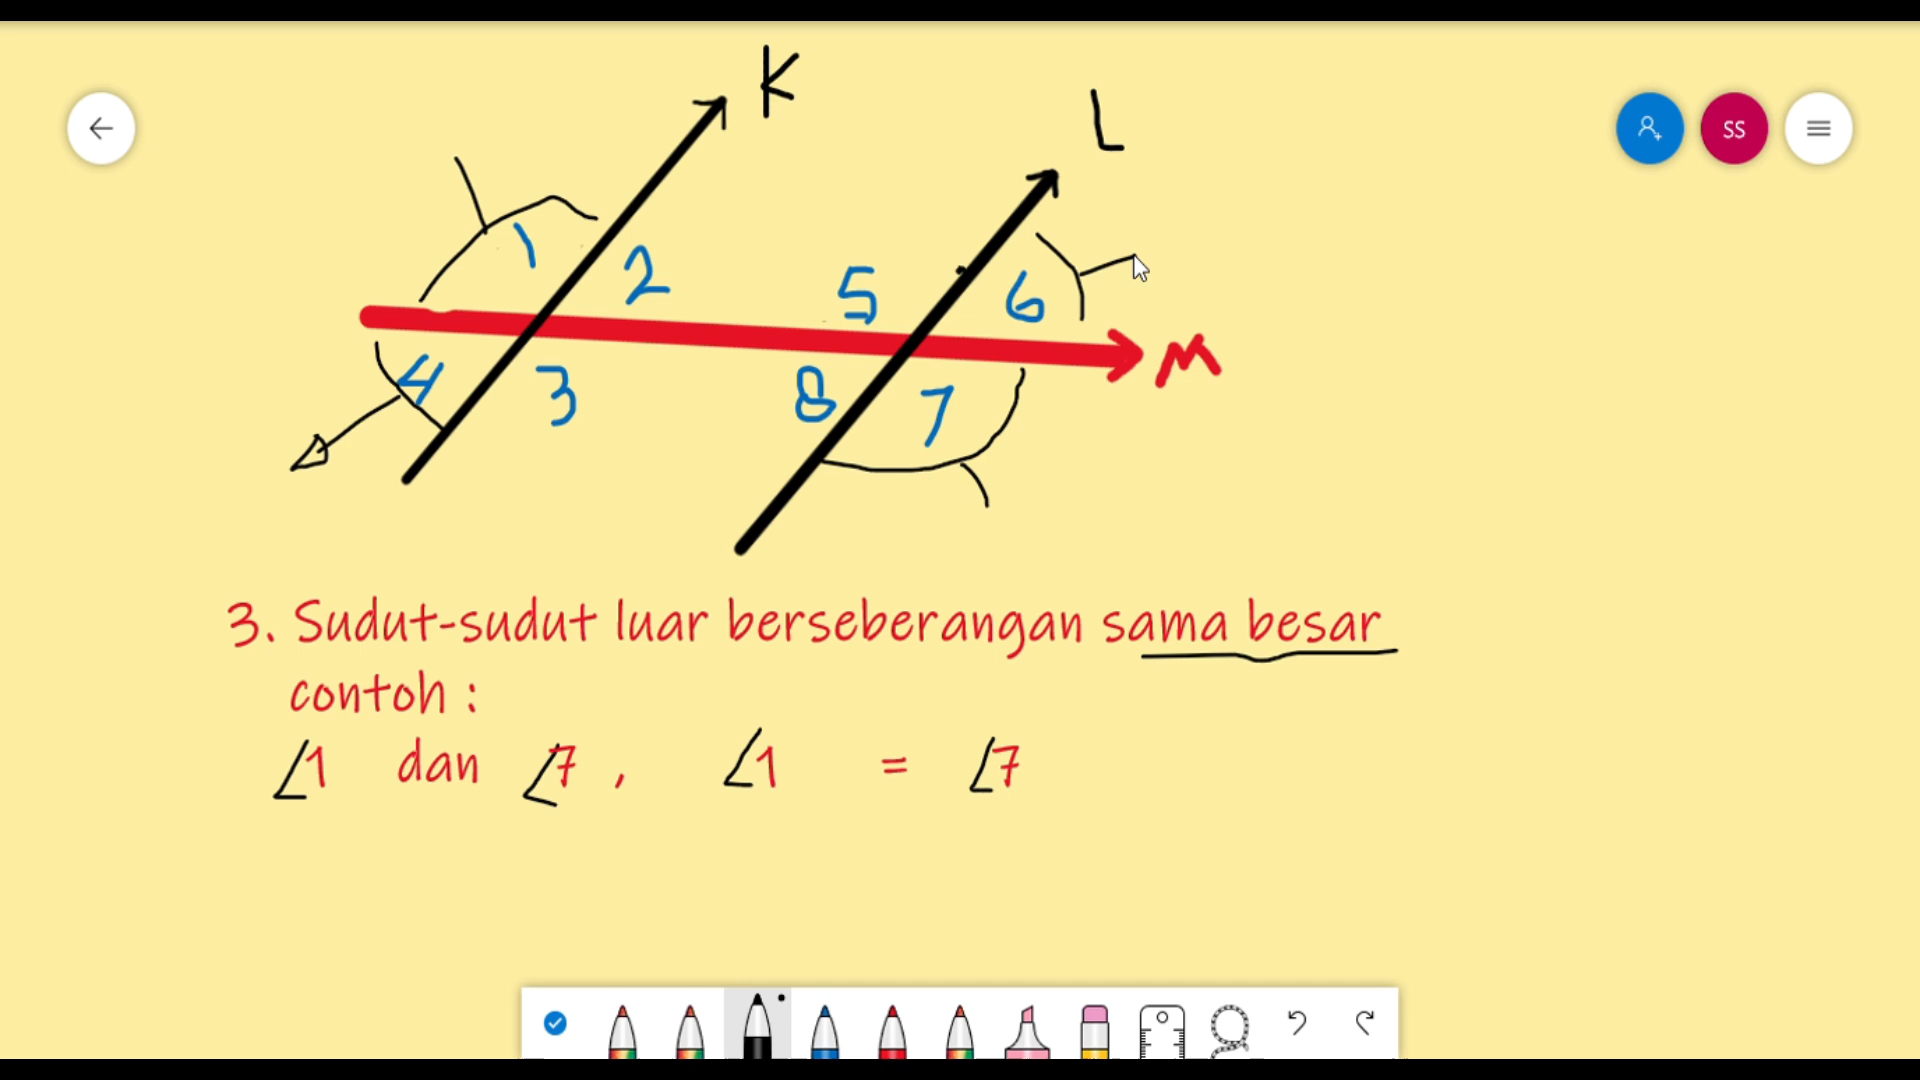 K
L
SS
1
2
5
6
M
4
3
8
7
3. Sudut-sudut luar berseberangan sama besar
contoh :
∠1 dan ∠7 , ∠1 = ∠7